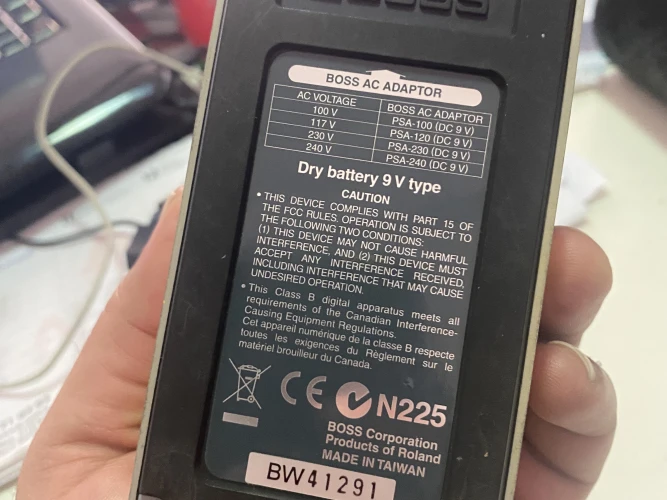 BOSS AC ADAPTOR
AC VOLTAGE BOSS AC ADAPTOR
100 V PSA-100 (DC 9 V)
117 V PSA-120 (DC 9 V)
230 V PSA-230 (DC 9 V)
240 V PSA-240 (DC 9 V)
Dry battery 9 V type
CAUTION
• THIS DEVICE COMPLIES WITH PART 15 OF
THE FCC RULES. OPERATION IS SUBJECT TO
THE FOLLOWING TWO CONDITIONS:
(1) THIS DEVICE MAY NOT CAUSE HARMFUL
INTERFERENCE, AND (2) THIS DEVICE MUST
ACCEPT ANY INTERFERENCE RECEIVED,
INCLUDING INTERFERENCE THAT MAY CAUSE
UNDESIRED OPERATION.
• This Class B digital apparatus meets all
requirements of the Canadian Interference-
Causing Equipment Regulations.
Cet appareil numérique de la classe B respecte
toutes les exigences du Règlement sur le
matériel brouilleur du Canada.
CE N225
BOSS Corporation
Products of Roland
MADE IN TAIWAN
BW41291